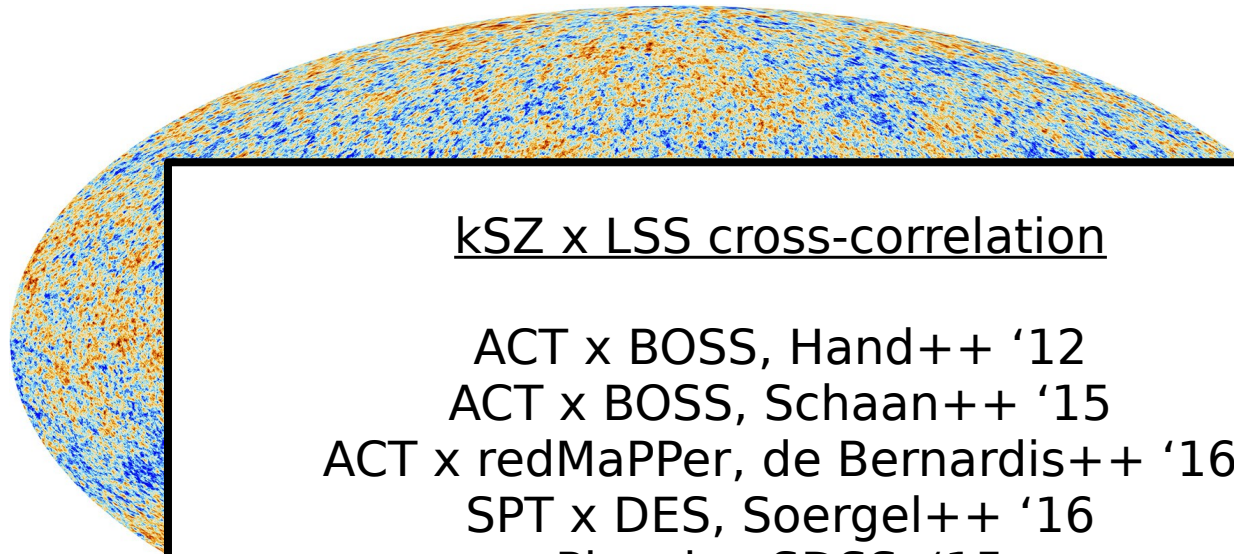 kSZ x LSS cross-correlation
ACT x BOSS, Hand++ ‘12
ACT x BOSS, Schaan++ ‘15
ACT x redMaPPer, de Bernardis++ ‘16
SPT x DES, Soergel++ ‘16